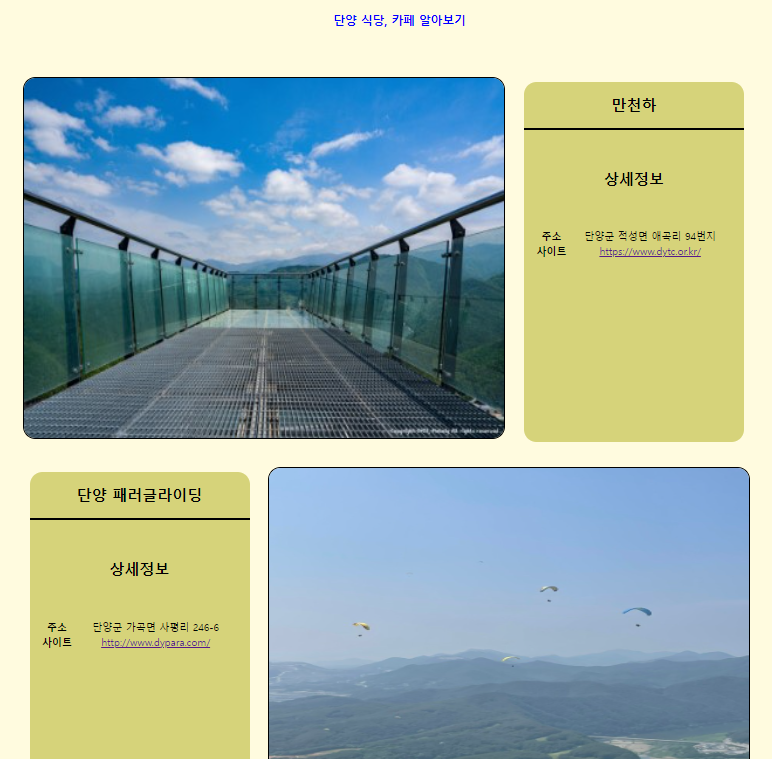 단양 식당, 카페 알아보기
만천하
상세정보
주소 단양군 적성면 애곡리 94번지
사이트 https://www.dytc.or.kr/
단양 패러글라이딩
상세정보
주소 단양군 가곡면 사평리 246-6
사이트 http://www.dypara.com/